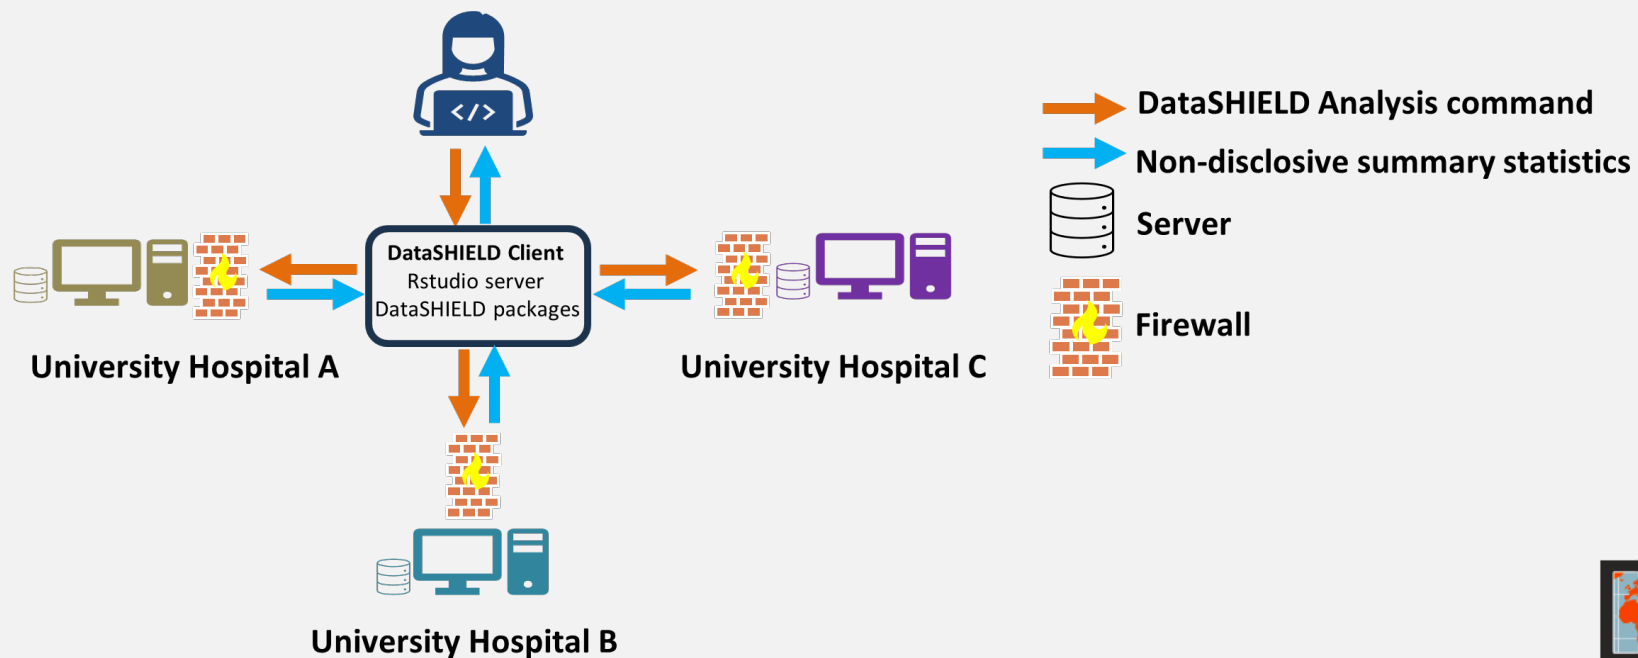 </>
DataSHIELD Client
Rstudio server
DataSHIELD packages
University Hospital A
University Hospital C
University Hospital B
DataSHIELD Analysis command
Non-disclosive summary statistics
Server
Firewall